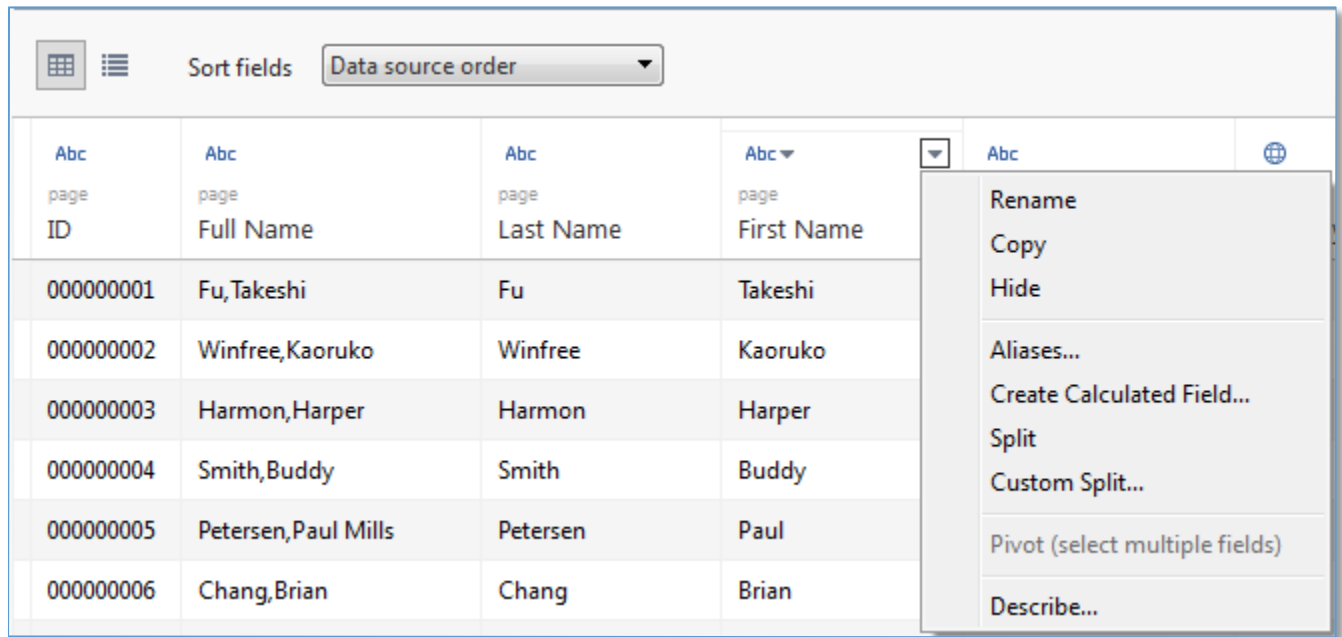 Sort fields Data source order
Abc Abc Abc Abc Abc
page page page page
ID Full Name Last Name First Name
000000001 Fu,Takeshi Fu Takeshi
000000002 Winfree,Kaoruko Winfree Kaoruko
000000003 Harmon,Harper Harmon Harper
000000004 Smith,Buddy Smith Buddy
000000005 Petersen,Paul Mills Petersen Paul
000000006 Chang,Brian Chang Brian
Rename
Copy
Hide
Aliases...
Create Calculated Field...
Split
Custom Split...
Pivot (select multiple fields)
Describe...